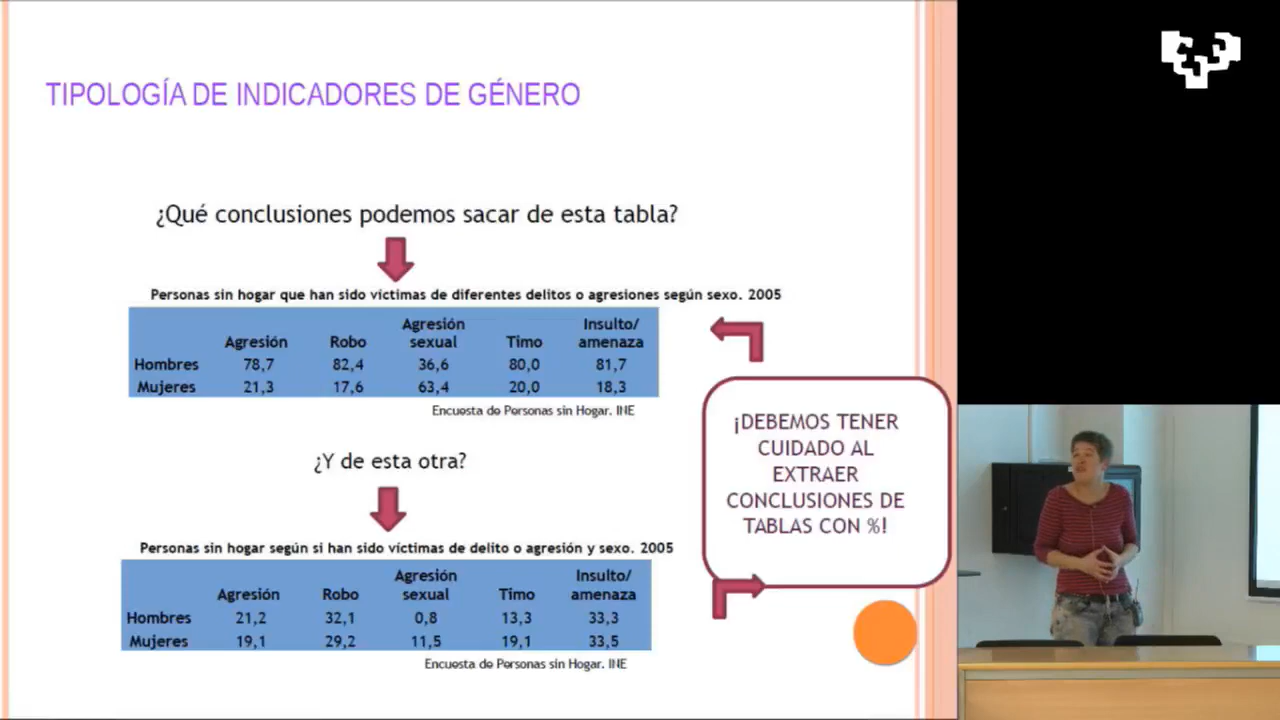 TIPOLOGÍA DE INDICADORES DE GÉNERO
¿Qué conclusiones podemos sacar de esta tabla?
Personas sin hogar que han sido víctimas de diferentes delitos o agresiones según sexo. 2005
Agresión Robo Agresión sexual Timo Insulto/ amenaza
Hombres 78,7 82,4 36,6 80,0 81,7
Mujeres 21,3 17,6 63,4 20,0 18,3
Encuesta de Personas sin Hogar. INE
¿Y de esta otra?
Personas sin hogar según si han sido víctimas de delito o agresión y sexo. 2005
Agresión Robo Agresión sexual Timo Insulto/ amenaza
Hombres 21,2 32,1 0,8 13,3 33,3
Mujeres 19,1 29,2 11,5 19,1 33,5
Encuesta de Personas sin Hogar. INE
¡DEBEMOS TENER
CUIDADO AL
EXTRAER
CONCLUSIONES DE
TABLAS CON %!